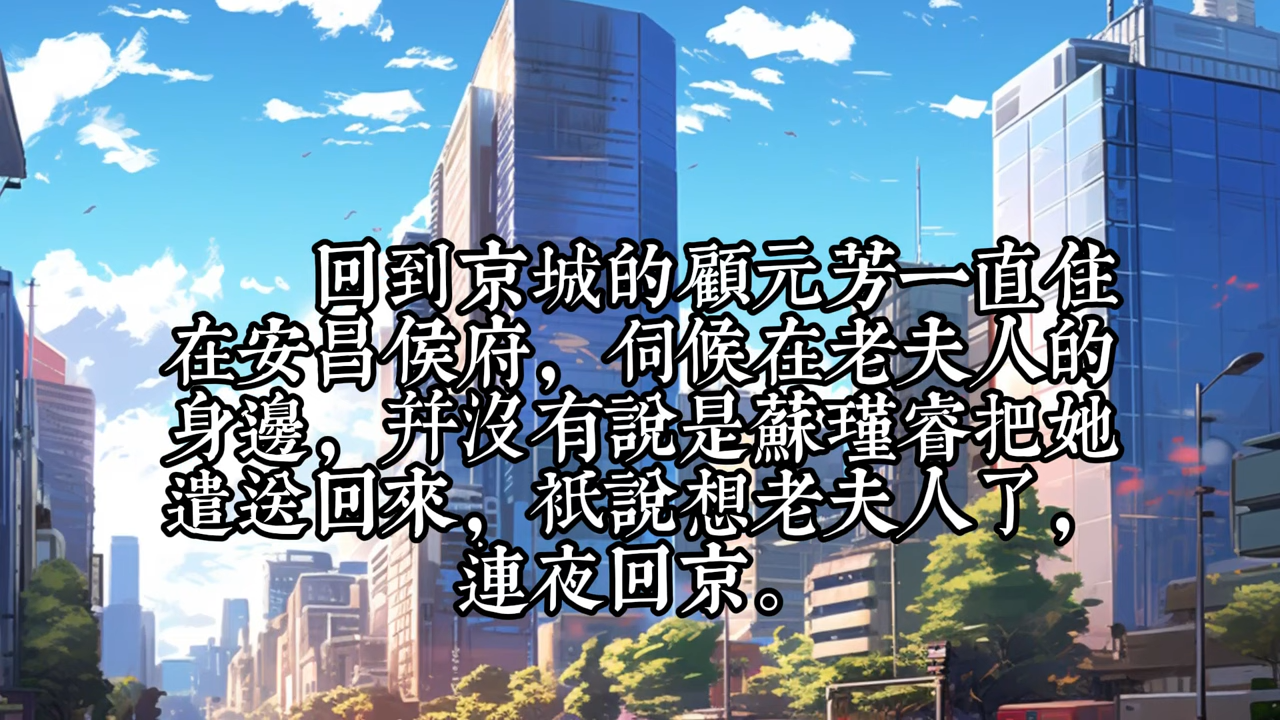 回到京城的顧元芳一直住
在安昌侯府，伺候在老夫人的
身邊，并沒有說是蘇瑾睿把她
遣送回來，衹說想老夫人了，
連夜回京。